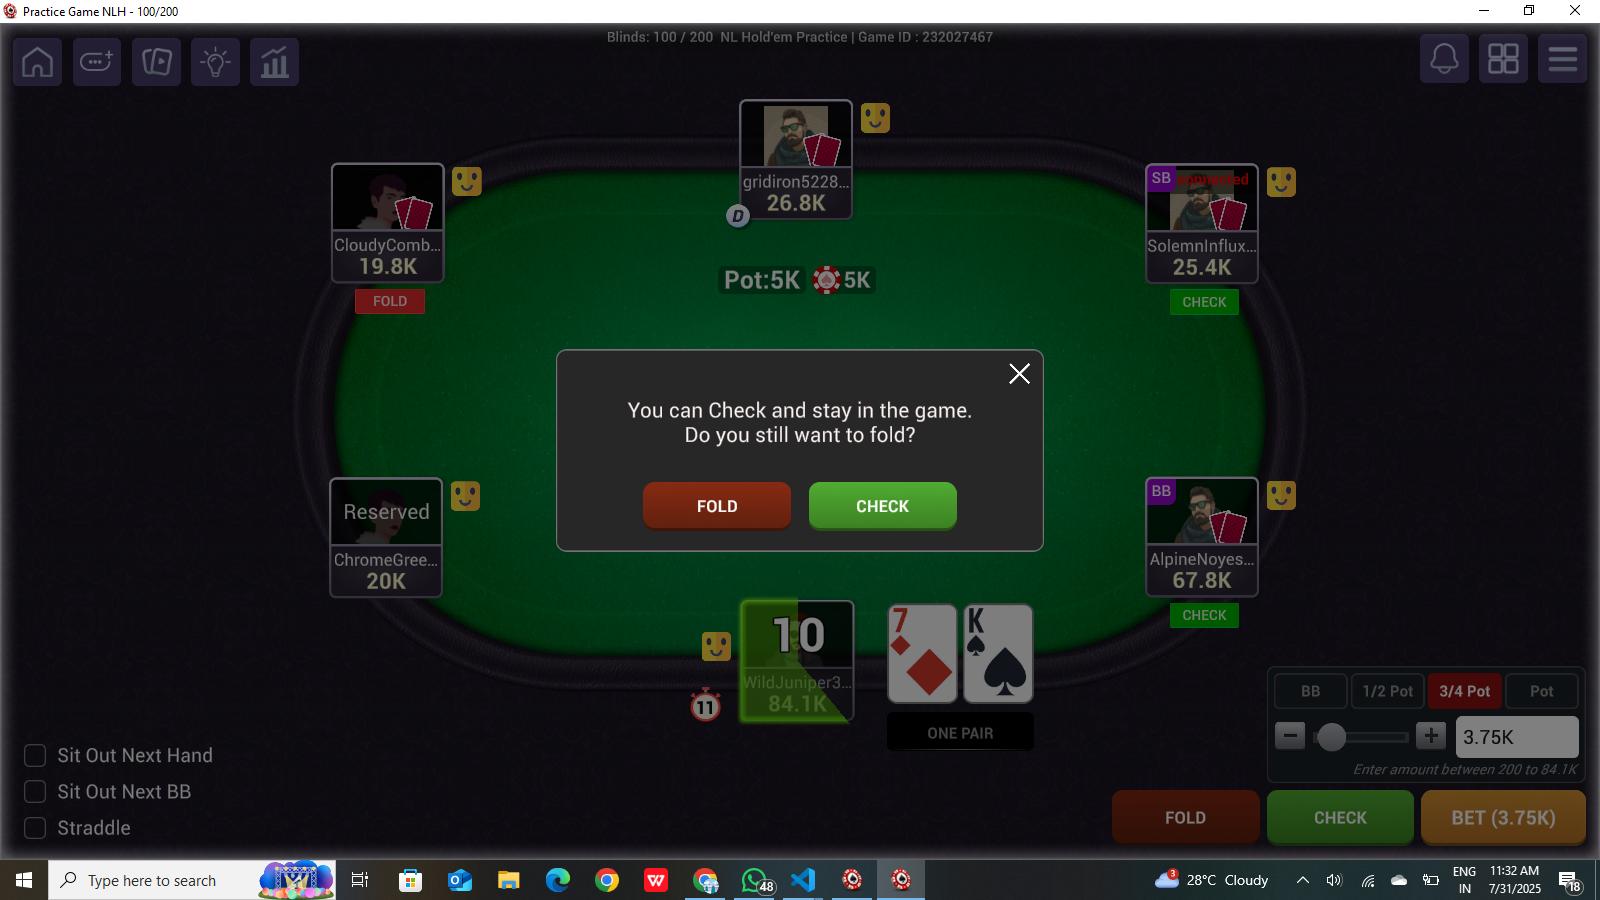 Practice Game NLH - 100/200
Blinds: 100 / 200 NL Hold'em Practice | Game ID : 232027467
gridiron5228...
26.8K
D
CloudyComb...
19.8K
FOLD
SB
SolemnInflux...
25.4K
CHECK
Pot:5K 5K
You can Check and stay in the game.
Do you still want to fold?
FOLD
CHECK
Reserved
ChromeGree...
20K
BB
AlpineNoyes...
67.8K
CHECK
10
WildJuniper3...
84.1K
11
7
K
ONE PAIR
BB
1/2 Pot
3/4 Pot
Pot
3.75K
Enter amount between 200 to 84.1K
Sit Out Next Hand
Sit Out Next BB
Straddle
FOLD
CHECK
BET (3.75K)
Type here to search
48
3
28°C Cloudy
ENG
IN
11:32 AM
7/31/2025
18